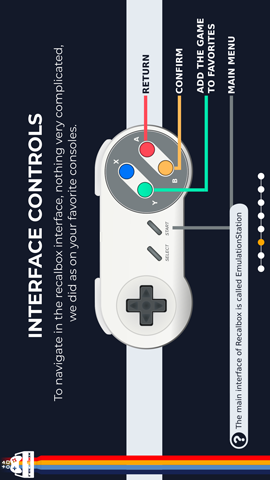 INTERFACE CONTROLS
To navigate in the recalbox interface, nothing very complicated,
we did as on your favorite consoles.
RETURN
CONFIRM
ADD THE GAME
TO FAVORITES
MAIN MENU
A
X
B
Y
SELECT
START
? The main interface of Recalbox is called EmulationStation